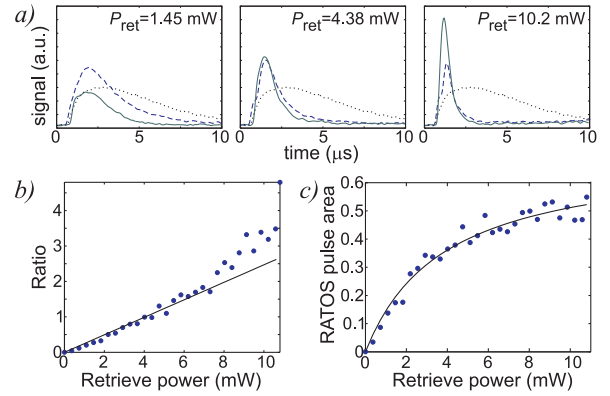 a)
P_ret=1.45 mW
P_ret=4.38 mW
P_ret=10.2 mW
signal (a.u.)
0 5 10
0 5 10
0 5 10
time (μs)
b)
Ratio
4
3
2
1
0
0 2 4 6 8 10
Retrieve power (mW)
c)
RATOS pulse area
0.6
0.5
0.4
0.3
0.2
0.1
0
0 2 4 6 8 10
Retrieve power (mW)